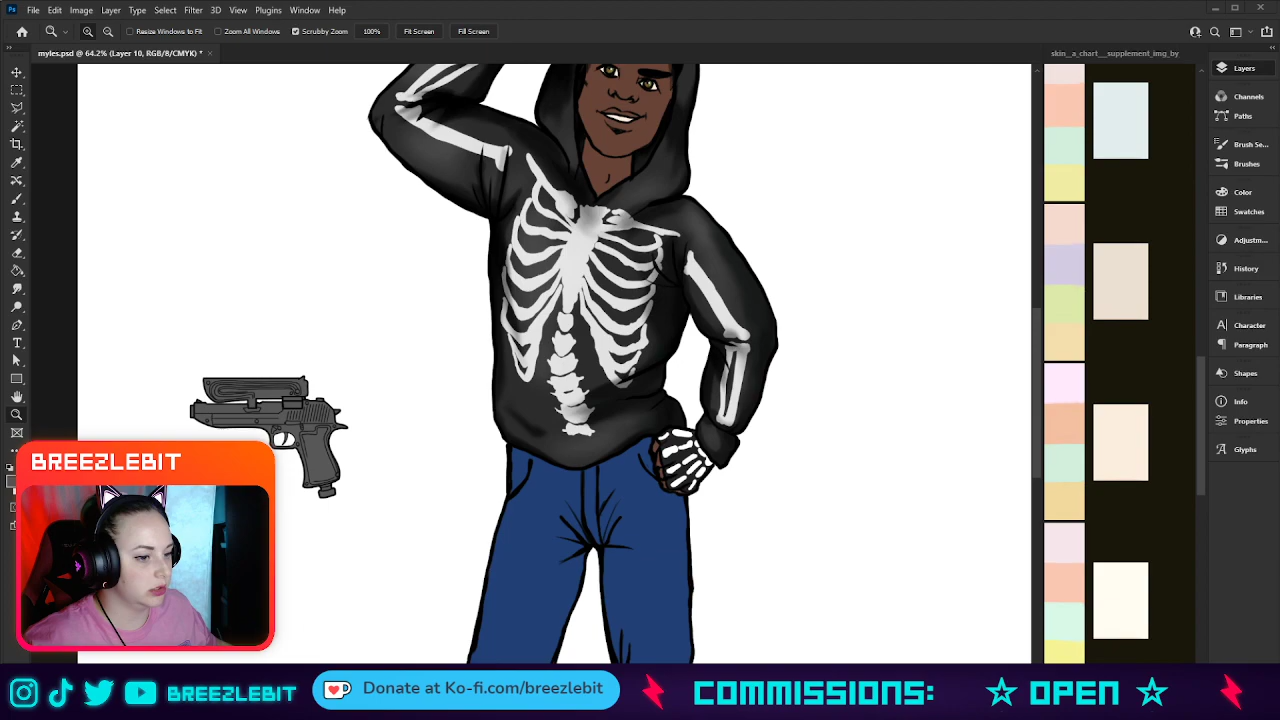 Ps File Edit Image Layer Type Select Filter 3D View Plugins Window Help
Resize Windows to Fit Zoom All Windows Scrubby Zoom 100% Fit Screen Fill Screen
myles.psd @ 64.2% (Layer 10, RGB/8/CMYK) * ×
skin__a_chart__supplement_img_by
Layers
Channels
Paths
Brush Se...
Brushes
Color
Swatches
Adjustm...
History
Libraries
Character
Paragraph
Shapes
Info
Properties
Glyphs
BREEZLEBIT
BREEZLEBIT
Donate at Ko-fi.com/breezlebit
COMMISSIONS:
OPEN